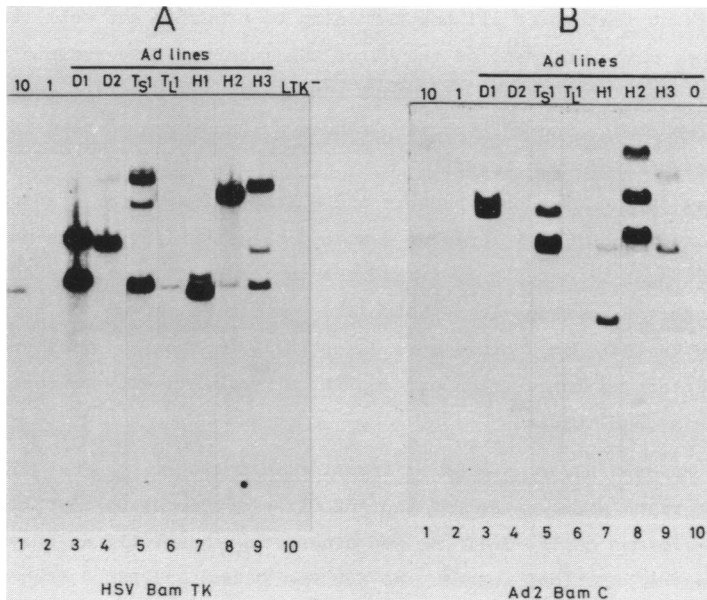 A
Ad lines
10 1 D1 D2 TS1 TL1 H1 H2 H3 LTK⁻
1 2 3 4 5 6 7 8 9 10
HSV Bam TK
B
Ad lines
10 1 D1 D2 TS1 TL1 H1 H2 H3 0
1 2 3 4 5 6 7 8 9 10
Ad2 Bam C